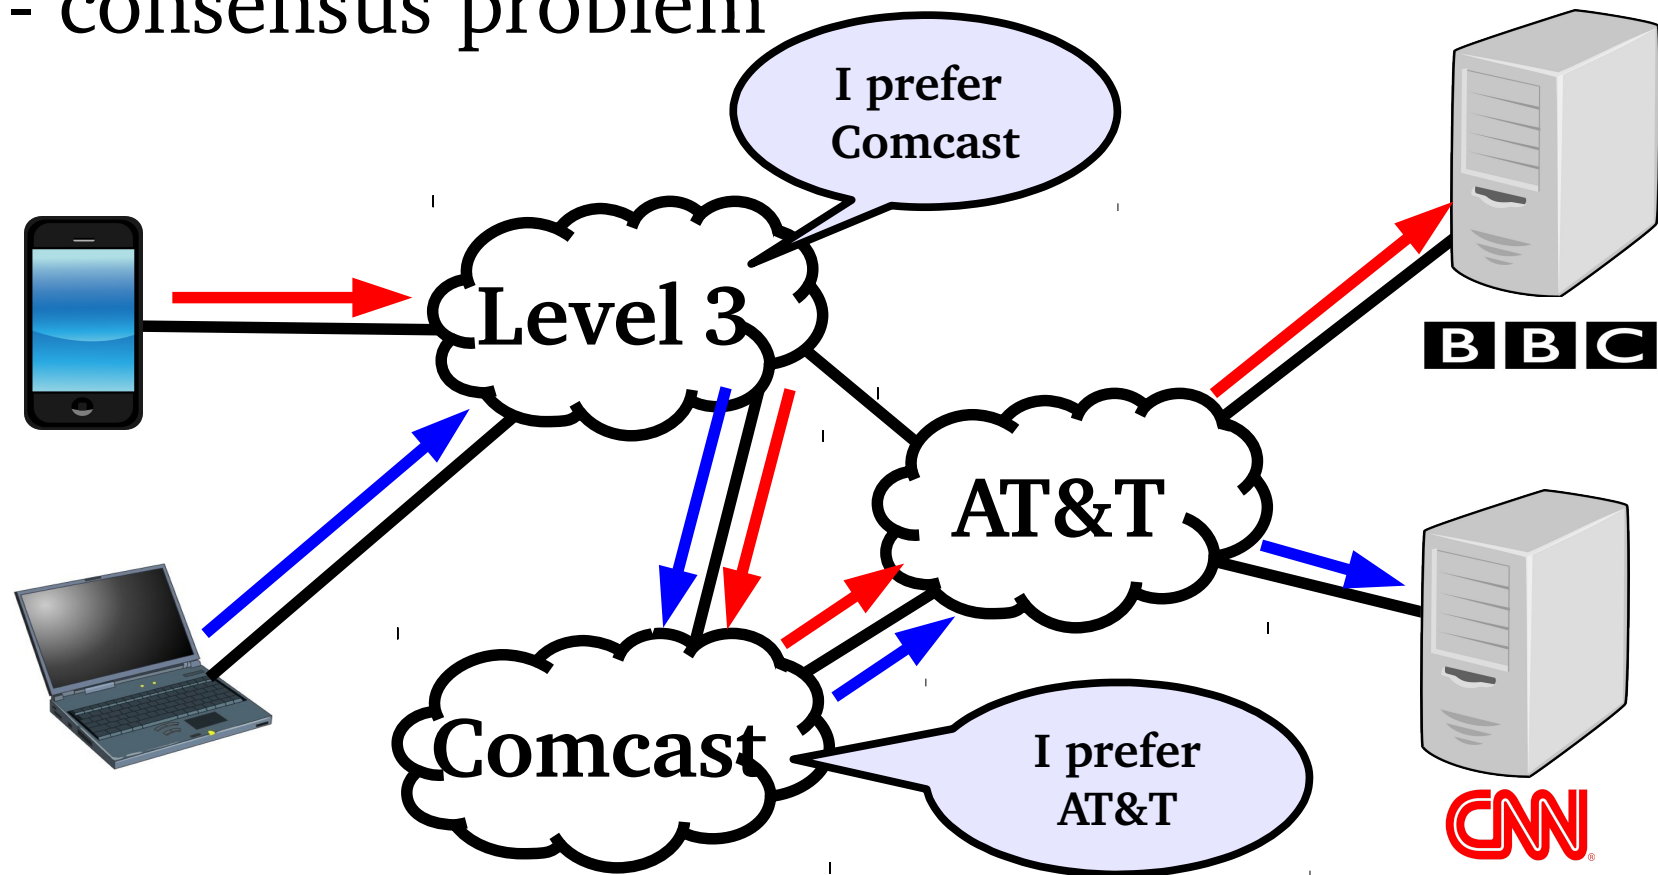 - consensus problem
I prefer
Comcast
Level 3
BBC
AT&T
Comcast
I prefer
AT&T
CNN